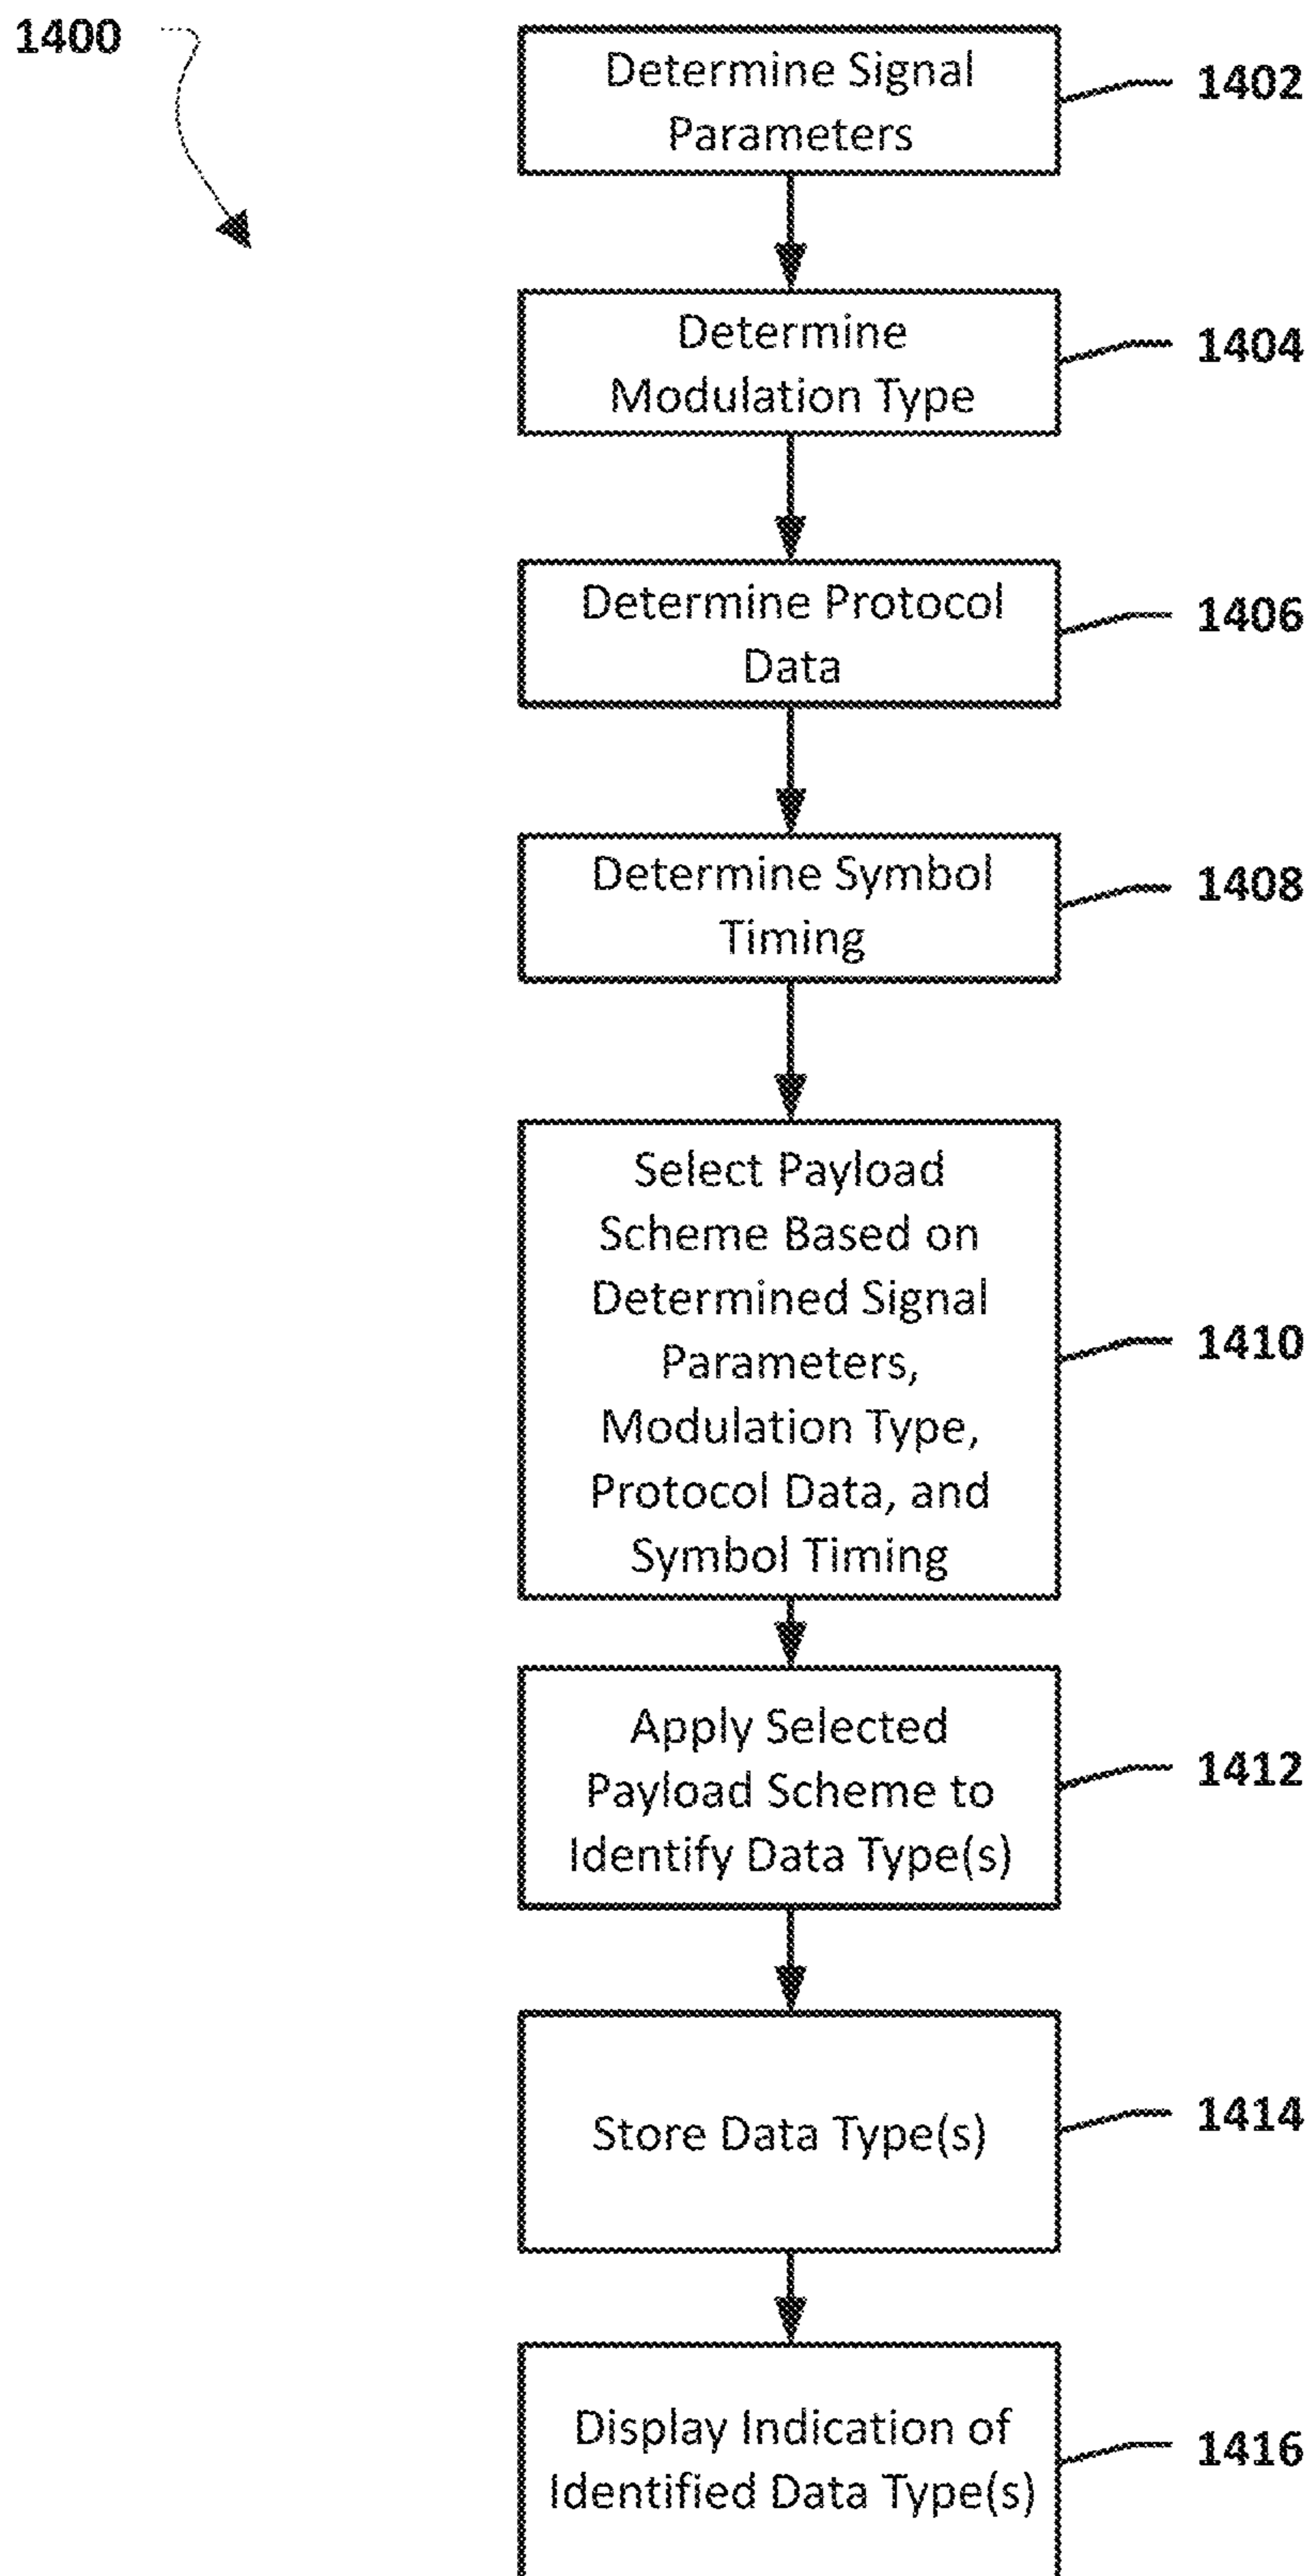 1400
Determine Signal
Parameters
1402
Determine
Modulation Type
1404
Determine Protocol
Data
1406
Determine Symbol
Timing
1408
Select Payload
Scheme Based on
Determined Signal
Parameters,
Modulation Type,
Protocol Data, and
Symbol Timing
1410
Apply Selected
Payload Scheme to
Identify Data Type(s)
1412
Store Data Type(s)
1414
Display Indication of
Identified Data Type(s)
1416